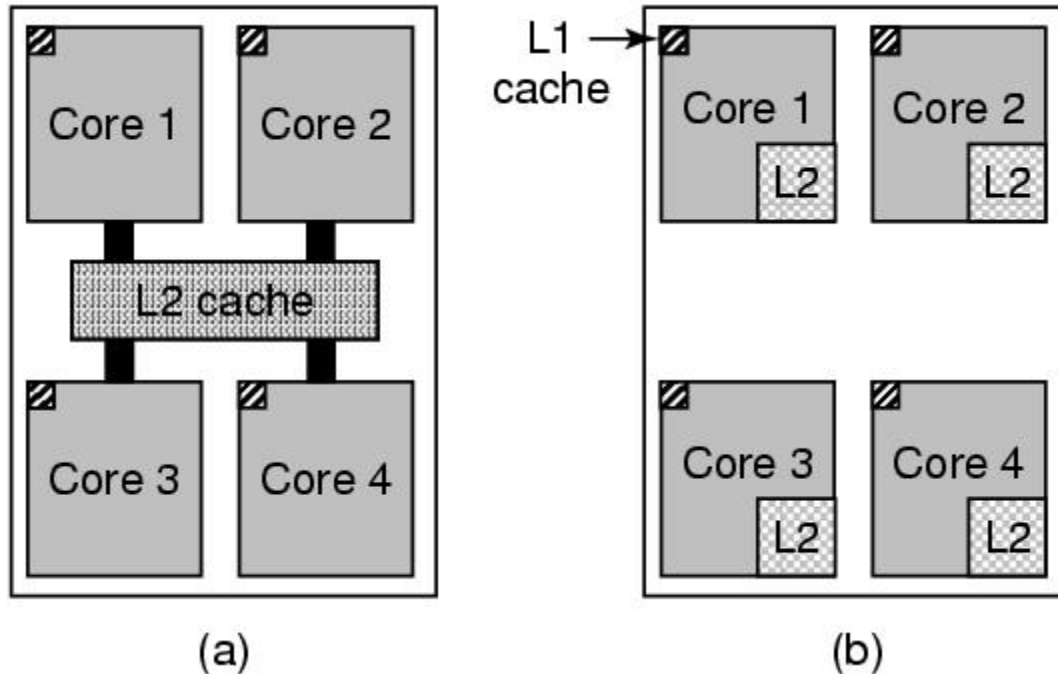 Core 1
Core 2
L2 cache
Core 3
Core 4
(a)
L1
cache
Core 1
L2
Core 2
L2
Core 3
L2
Core 4
L2
(b)